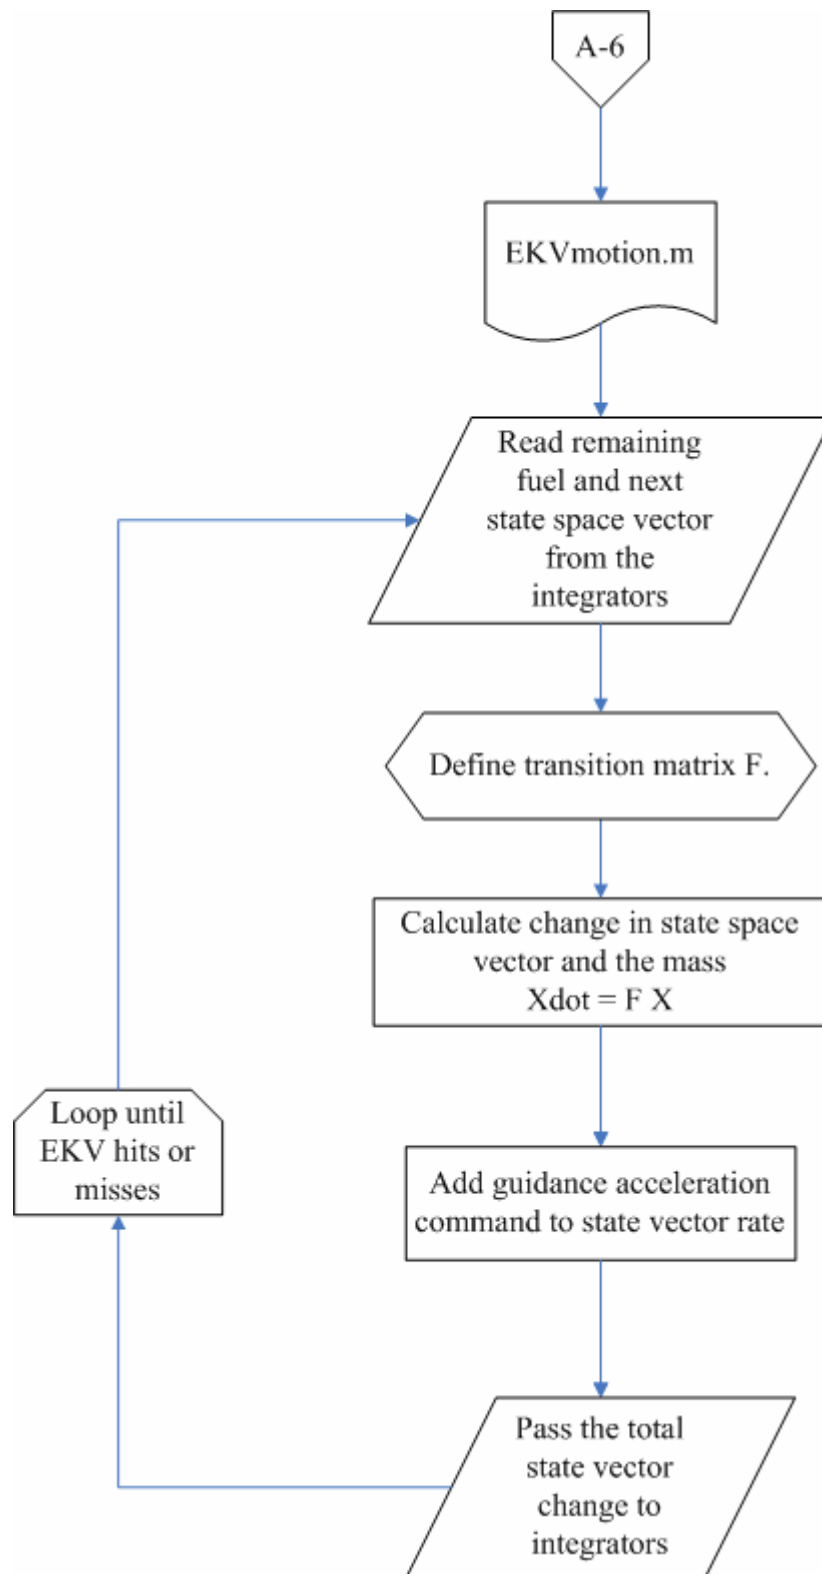 A-6
EKVmotion.m
Read remaining
fuel and next
state space vector
from the
integrators
Define transition matrix F.
Calculate change in state space
vector and the mass
Xdot = F X
Loop until
EKV hits or
misses
Add guidance acceleration
command to state vector rate
Pass the total
state vector
change to
integrators